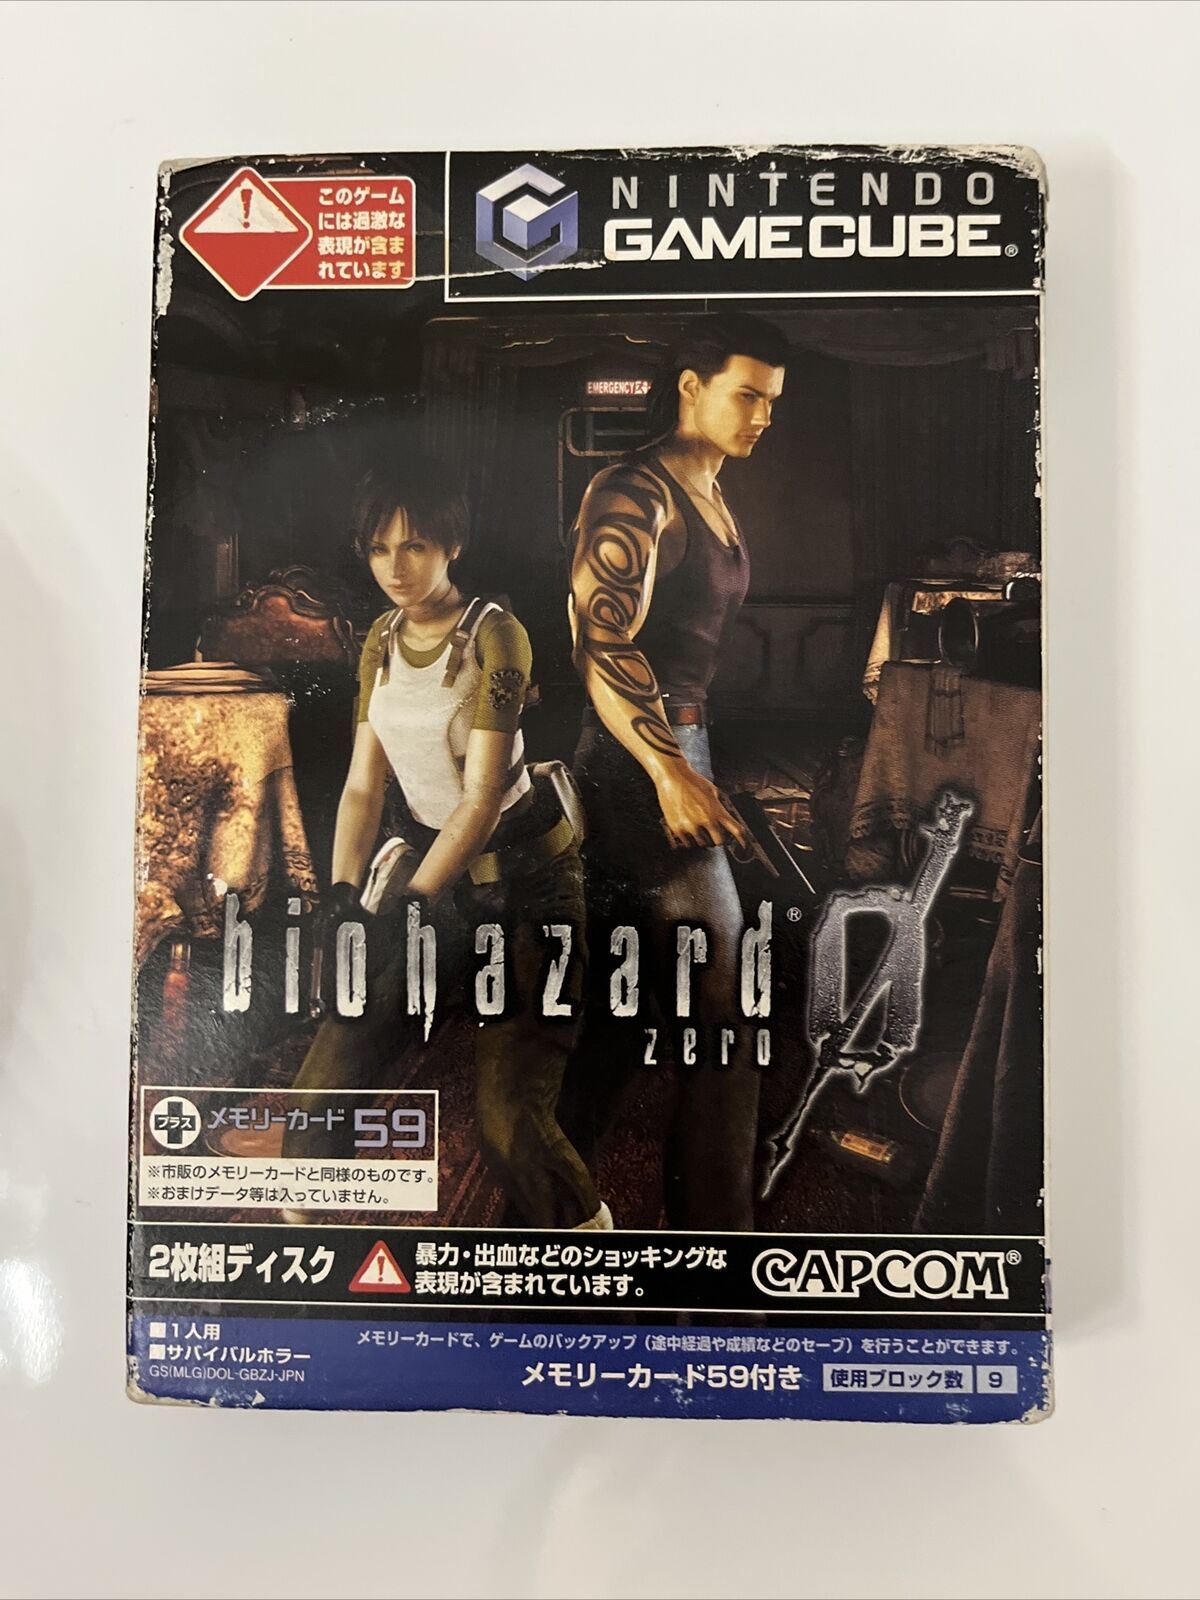 このゲーム
には過激な
表現が含ま
れています
NINTENDO
GAMECUBE®
EMERGENCY
STARS
biohazard®
zero
0
プラス メモリーカード 59
※市販のメモリーカードと同様のものです。
※おまけデータ等は入っていません。
2枚組ディスク
暴力・出血などのショッキングな
表現が含まれています。
CAPCOM®
■1人用
■サバイバルホラー
GS(MLG)DOL-GBZJ-JPN
メモリーカードで、ゲームのバックアップ（途中経過や成績などのセーブ）を行うことができます。
メモリーカード59付き 使用ブロック数 9